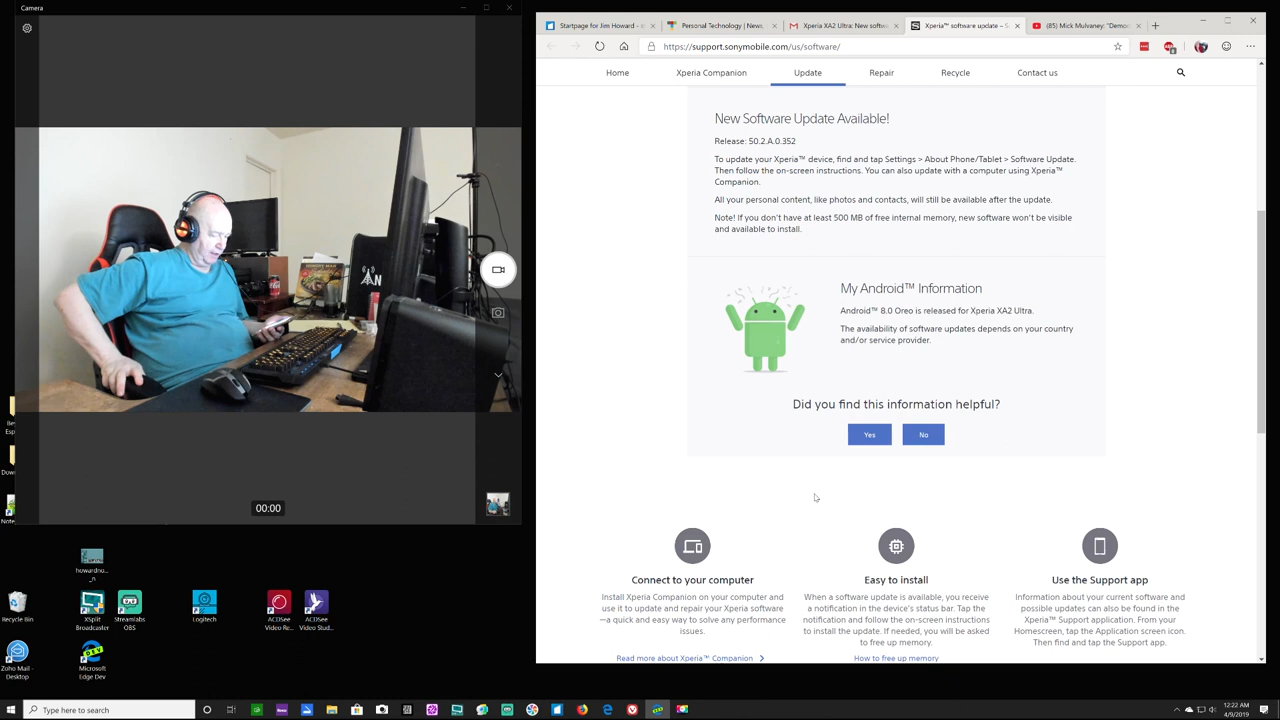 Camera
00:00
Startpage for Jim Howard -
Personal Technology | News,
Xperia XA2 Ultra: New softw
Xperia™ software update – S
(85) Mick Mulvaney: "Democ
https://support.sonymobile.com/us/software/
Home
Xperia Companion
Update
Repair
Recycle
Contact us
New Software Update Available!
Release: 50.2.A.0.352
To update your Xperia™ device, find and tap Settings > About Phone/Tablet > Software Update.
Then follow the on-screen instructions. You can also update with a computer using Xperia™
Companion.
All your personal content, like photos and contacts, will still be available after the update.
Note! If you don't have at least 500 MB of free internal memory, new software won't be visible
and available to install.
My Android™ Information
Android™ 8.0 Oreo is released for Xperia XA2 Ultra.
The availability of software updates depends on your country
and/or service provider.
Did you find this information helpful?
Yes
No
Connect to your computer
Install Xperia Companion on your computer and
use it to update and repair your Xperia software
—a quick and easy way to solve any performance
issues.
Read more about Xperia™ Companion
Easy to install
When a software update is available, you receive
a notification in the device's status bar. Tap the
notification and follow the on-screen instructions
to install the update. If needed, you will be asked
to free up memory.
How to free up memory
Use the Support app
Information about your current software and
possible updates can also be found in the
Xperia™ Support application. From your
Homescreen, tap the Application screen icon.
Then find and tap the Support app.
howardno...
_n
Recycle Bin
XSplit
Broadcaster
Streamlabs
OBS
Logitech
ACDSee
Video Re...
ACDSee
Video Stud...
Zoho Mail -
Desktop
DEV
Microsoft
Edge Dev
Type here to search
12:22 AM
4/9/2019